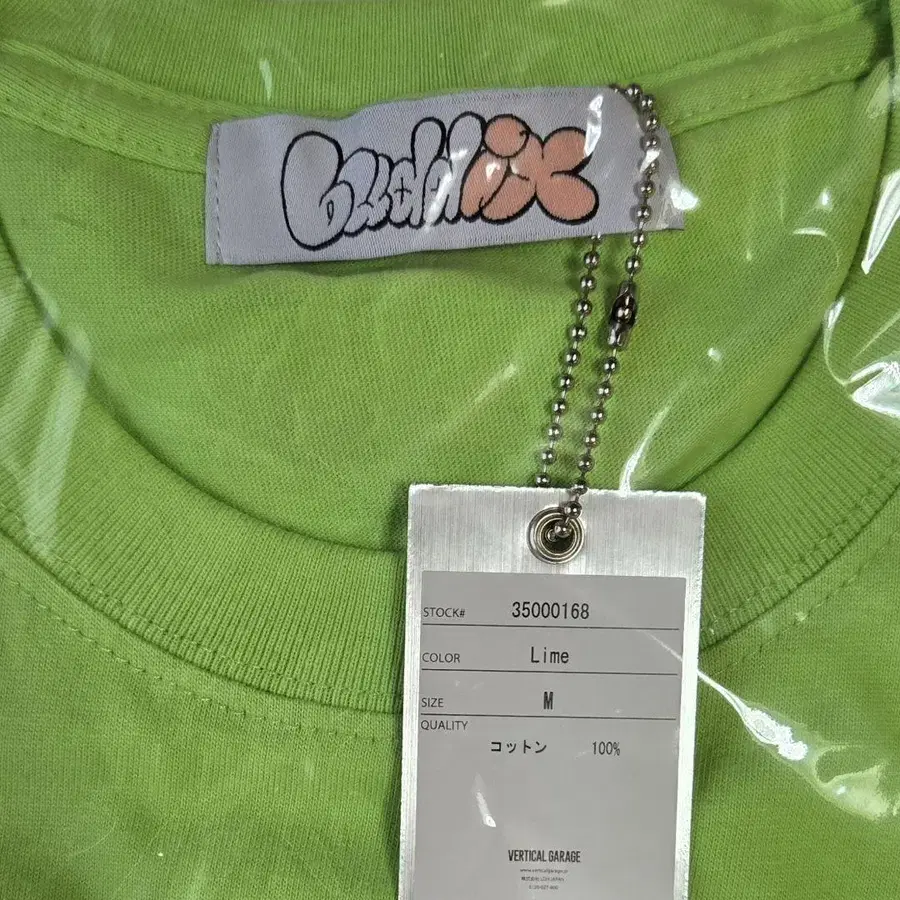 STOCK# 35000168
COLOR Lime
SIZE M
QUALITY
コットン 100%
VERTICAL GARAGE